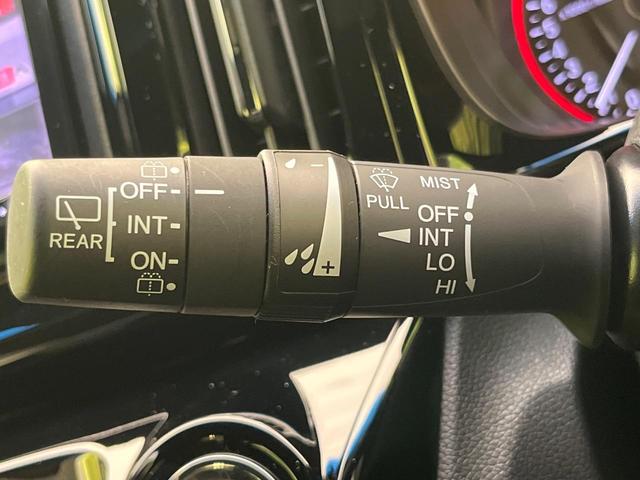 OFF
INT
REAR
ON
−
+
PULL
MIST
OFF
INT
LO
HI